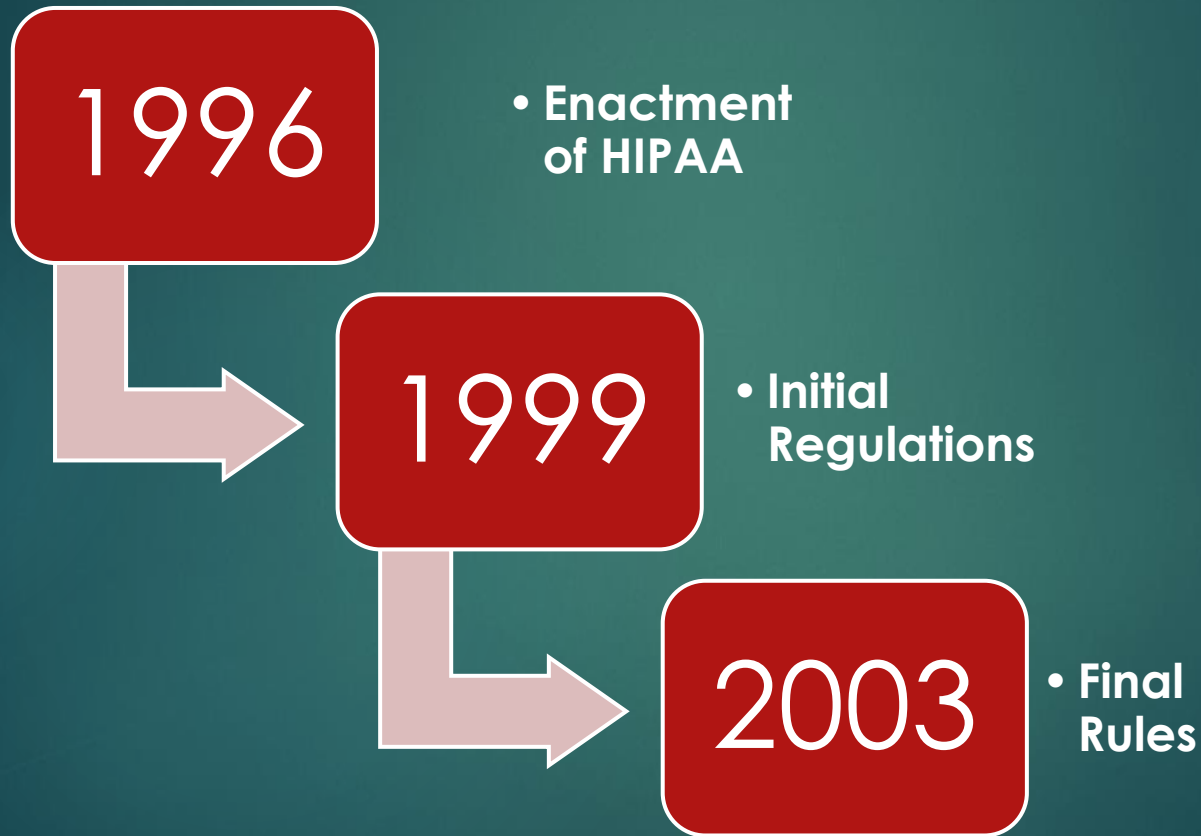 1996
• Enactment
of HIPAA
1999
• Initial
Regulations
2003
• Final
Rules